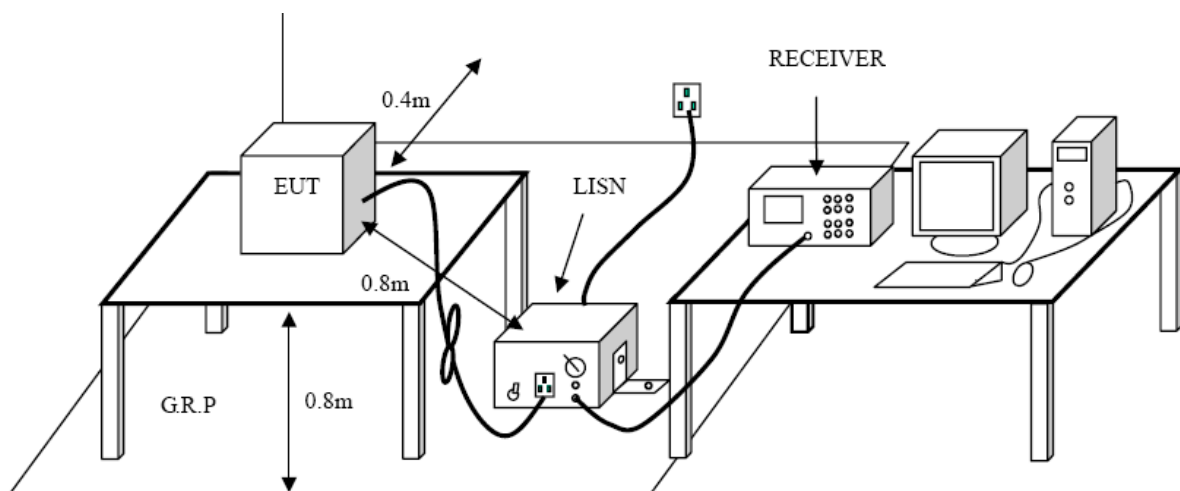 RECEIVER
0.4m
EUT
LISN
0.8m
0.8m
G.R.P